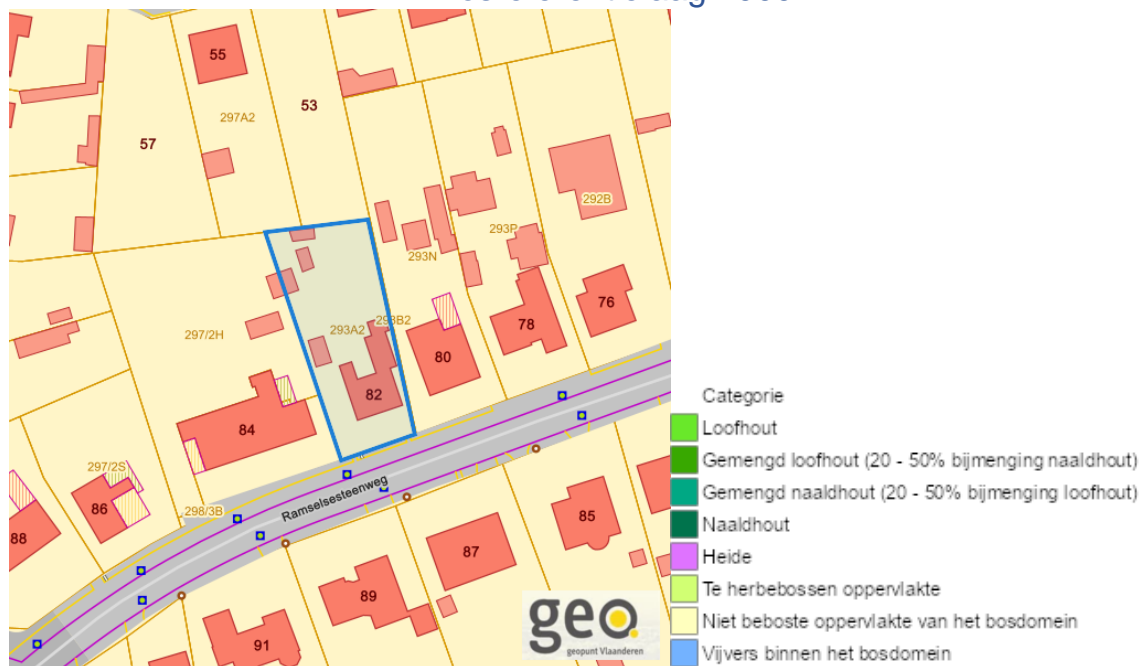 55
53
297A2
57
292B
293P
293N
297/2H
293A2
293B2
76
78
80
82
84
297/2S
86
298/3B
88
Ramselsesteenweg
85
87
89
91
geo
geopunt Vlaanderen
Categorie
Loofhout
Gemengd loofhout (20 - 50% bijmenging naaldhout)
Gemengd naaldhout (20 - 50% bijmenging loofhout)
Naaldhout
Heide
Te herbebossen oppervlakte
Niet beboste oppervlakte van het bosdomein
Vijvers binnen het bosdomein